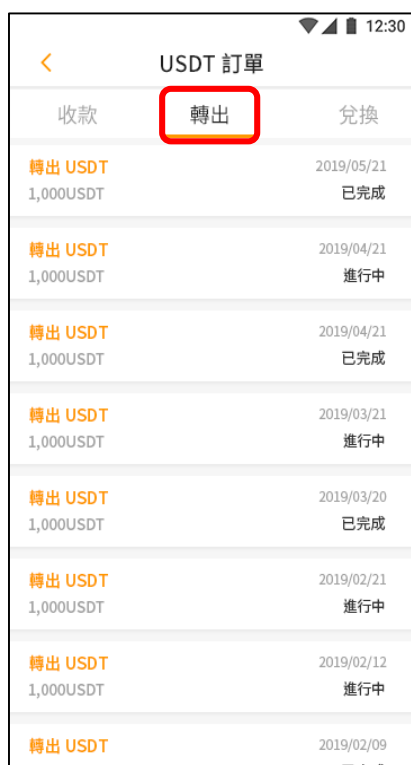 12:30
USDT 訂單
收款 轉出 兌換
轉出 USDT 2019/05/21
1,000USDT 已完成
轉出 USDT 2019/04/21
1,000USDT 進行中
轉出 USDT 2019/04/21
1,000USDT 已完成
轉出 USDT 2019/03/21
1,000USDT 進行中
轉出 USDT 2019/03/20
1,000USDT 已完成
轉出 USDT 2019/02/21
1,000USDT 進行中
轉出 USDT 2019/02/12
1,000USDT 進行中
轉出 USDT 2019/02/09